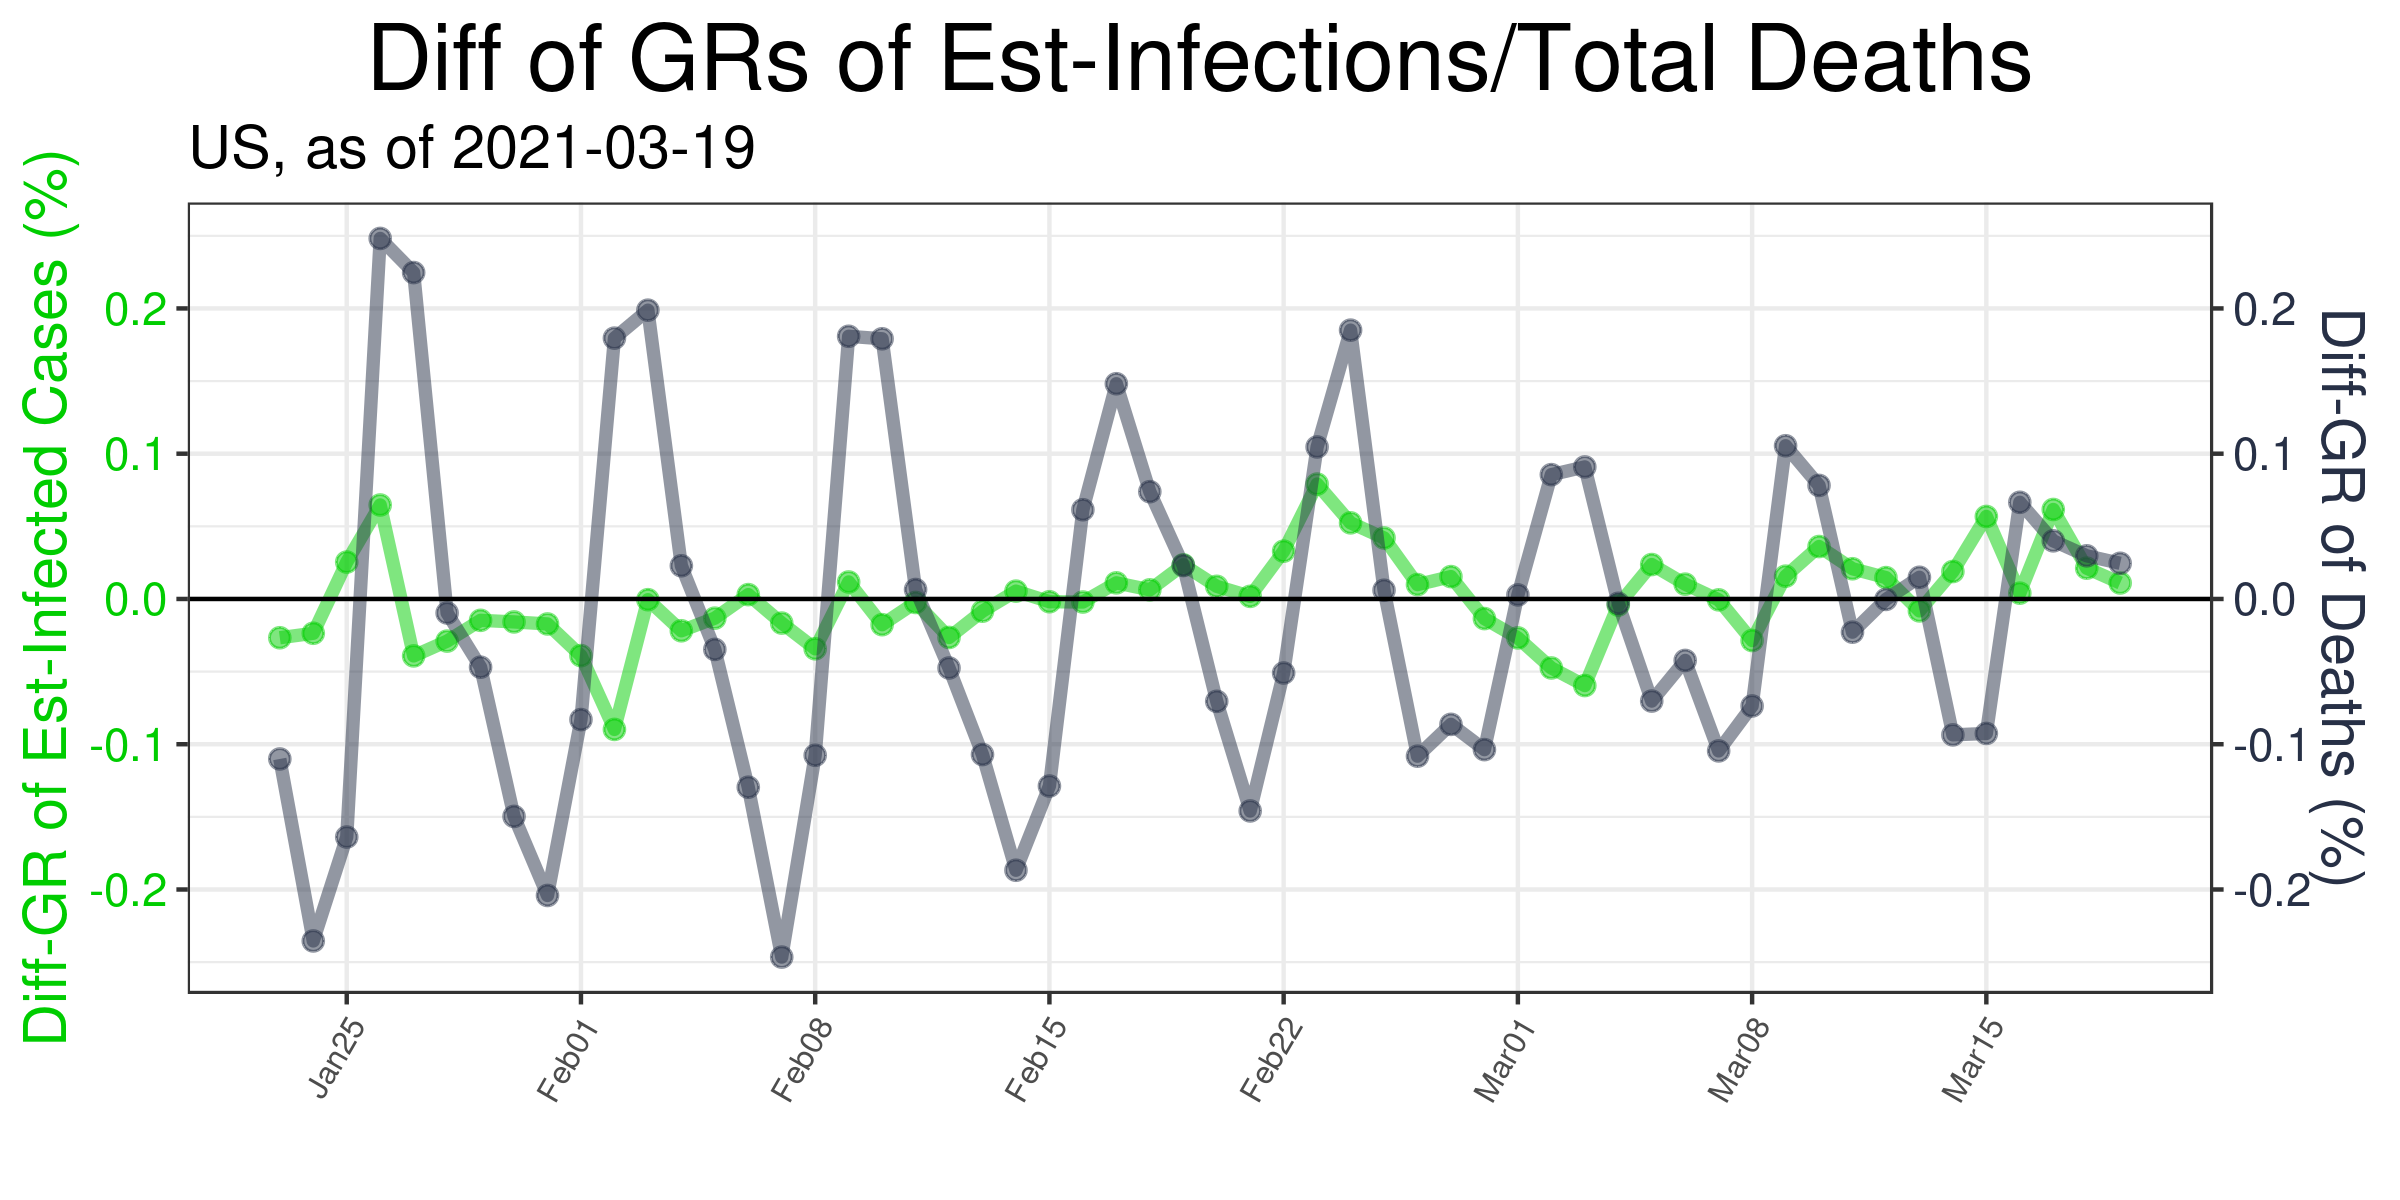 Diff of GRs of Est-Infections/Total Deaths
US, as of 2021-03-19
Diff-GR of Est-Infected Cases (%)
0.2
0.1
0.0
-0.1
-0.2
0.2
0.1
0.0
-0.1
-0.2
Diff-GR of Deaths (%)
Jan25
Feb01
Feb08
Feb15
Feb22
Mar01
Mar08
Mar15